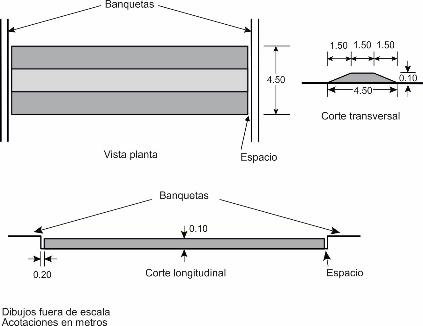 Banquetas
1.50 1.50 1.50
4.50
0.10
4.50
Corte transversal
Vista planta
Espacio
Banquetas
0.10
0.20
Corte longitudinal
Espacio
Dibujos fuera de escala
Acotaciones en metros